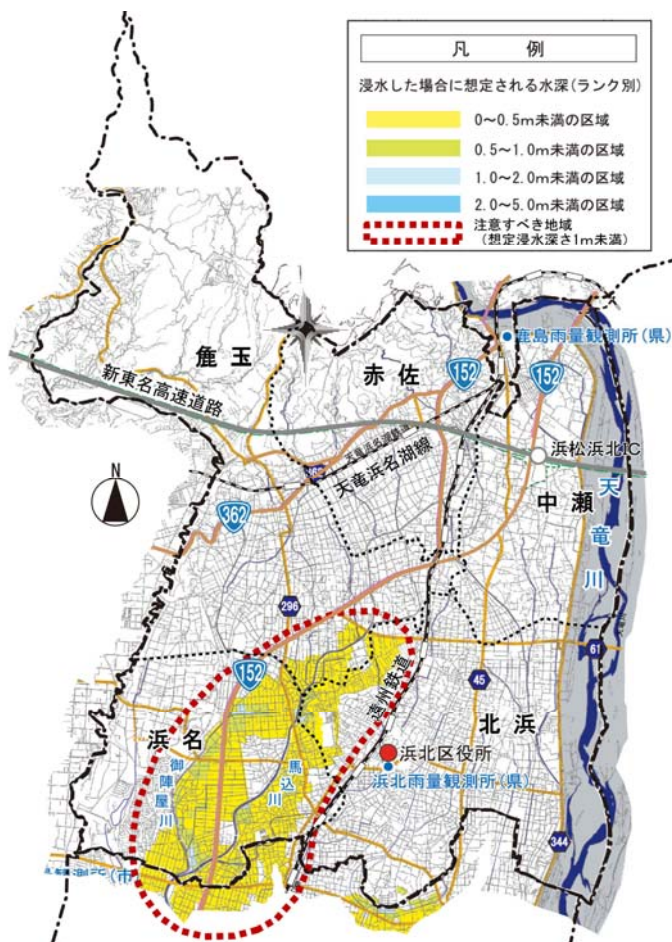 凡　例
浸水した場合に想定される水深(ランク別)
0～0.5m未満の区域
0.5～1.0m未満の区域
1.0～2.0m未満の区域
2.0～5.0m未満の区域
注意すべき地域
(想定浸水深さ1m未満)
鹿島雨量観測所(県)
麁玉
赤佐
152
152
新東名高速道路
天竜浜名湖線
浜松浜北IC
中瀬
天竜川
N
362
296
61
152
遠州鉄道
45
北浜
浜名
浜北区役所
浜北雨量観測所(県)
御陣屋川
馬込川
344